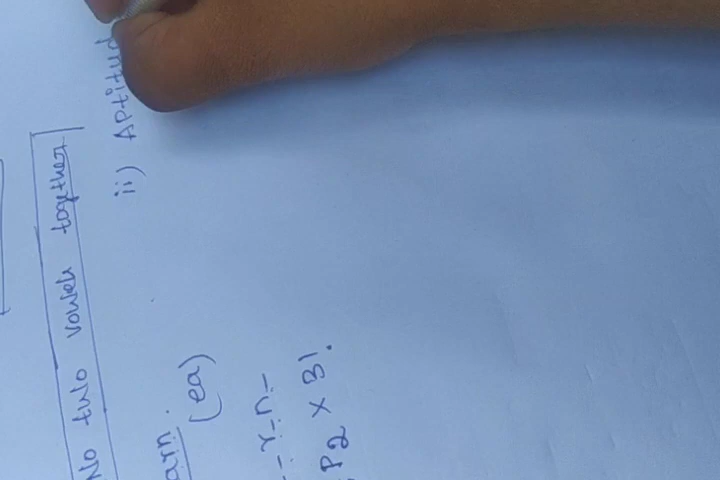 No two vowels together
ii) Aptitud
arn.
(ea)
- r - n -
P2 x 3!